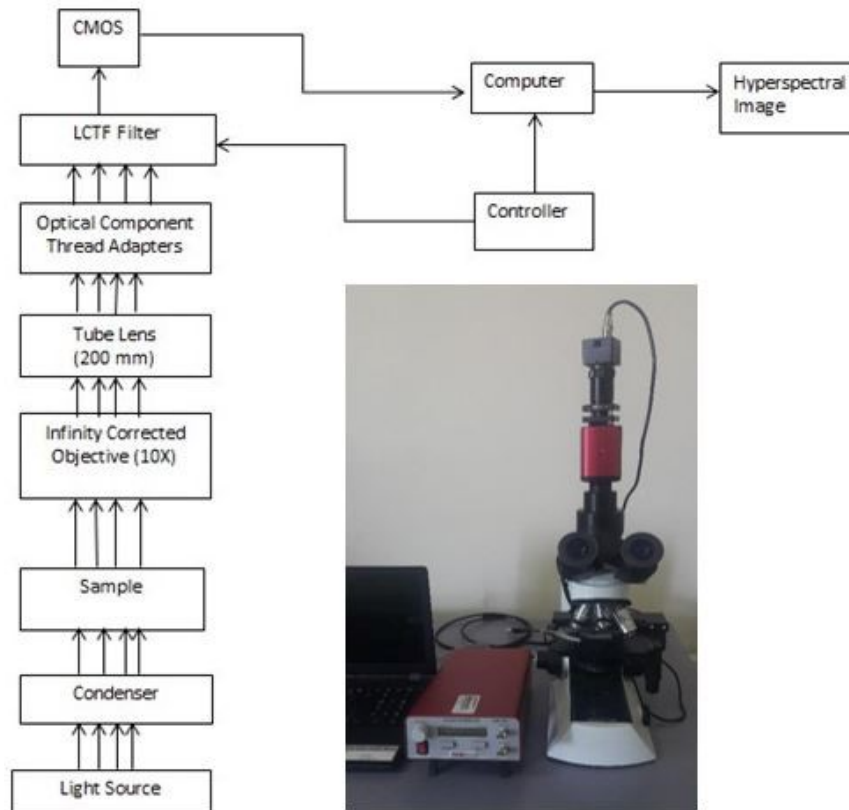 CMOS
Computer
Hyperspectral
Image
LCTF Filter
Controller
Optical Component
Thread Adapters
Tube Lens
(200 mm)
Infinity Corrected
Objective (10X)
Sample
Condenser
Light Source